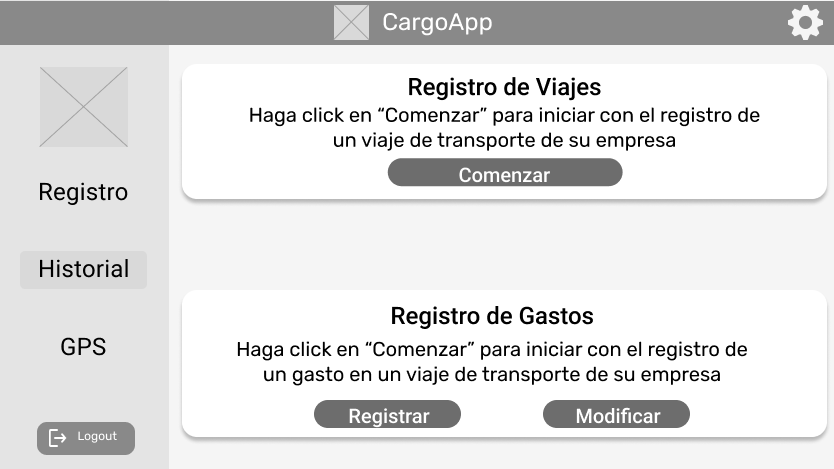 CargoApp
Registro
Historial
GPS
Logout
Registro de Viajes
Haga click en “Comenzar” para iniciar con el registro de
un viaje de transporte de su empresa
Comenzar
Registro de Gastos
Haga click en “Comenzar” para iniciar con el registro de
un gasto en un viaje de transporte de su empresa
Registrar
Modificar